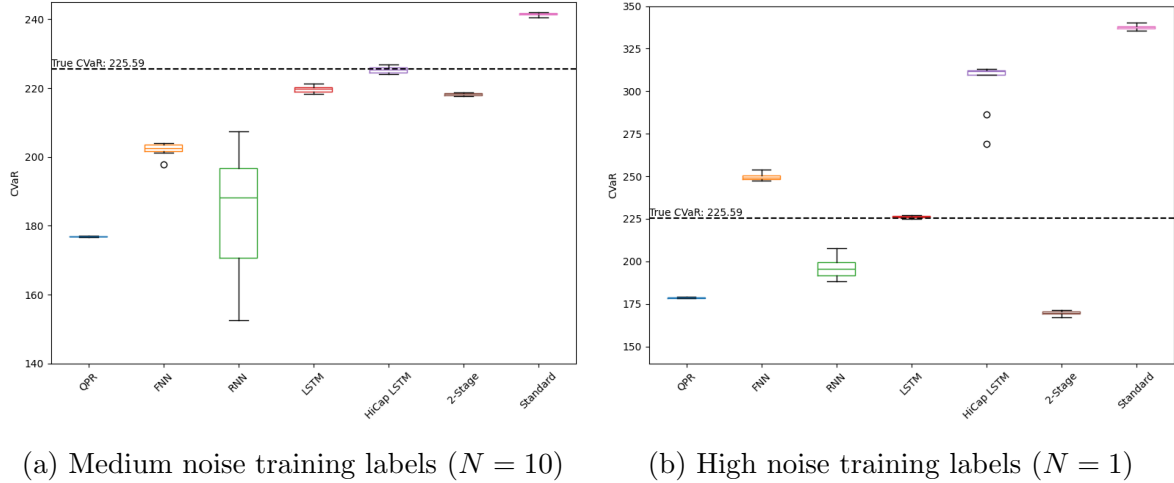 240
220
200
180
160
140
CVaR
True CVaR: 225.59
QPR
FNN
RNN
LSTM
HiCap LSTM
2-Stage
Standard
(a) Medium noise training labels (N = 10)
350
325
300
275
250
225
200
175
150
CVaR
True CVaR: 225.59
QPR
FNN
RNN
LSTM
HiCap LSTM
2-Stage
Standard
(b) High noise training labels (N = 1)